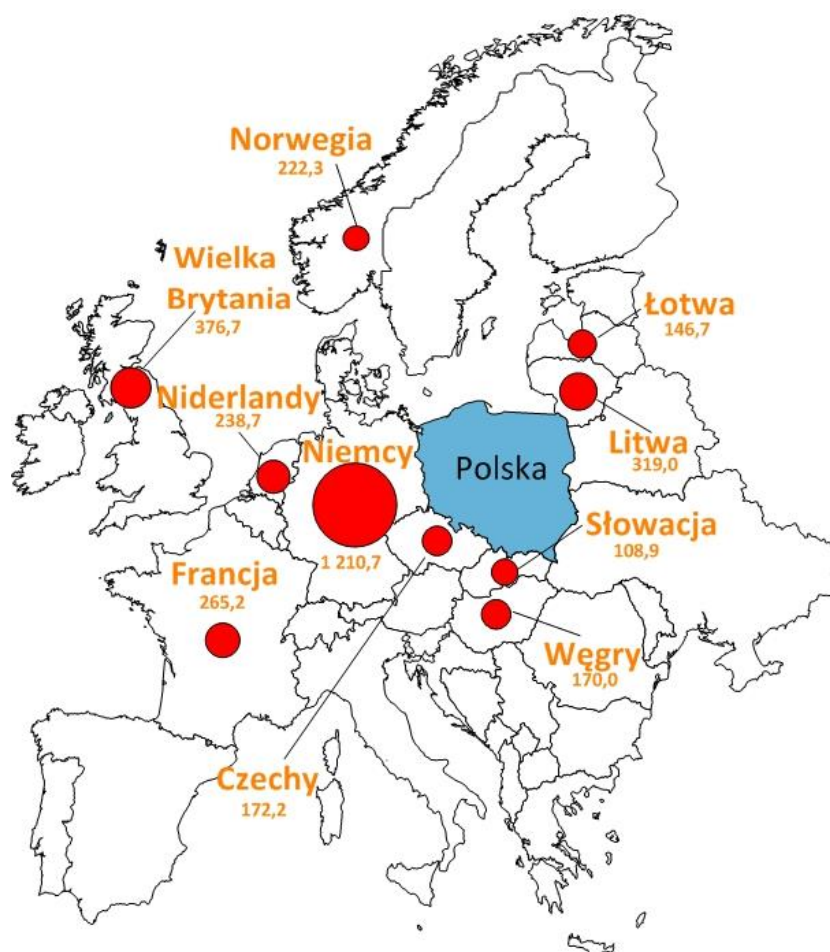 Norwegia
222,3
Wielka
Brytania
376,7
Łotwa
146,7
Niderlandy
238,7
Litwa
319,0
Niemcy
1 210,7
Polska
Słowacja
108,9
Francja
265,2
Węgry
170,0
Czechy
172,2